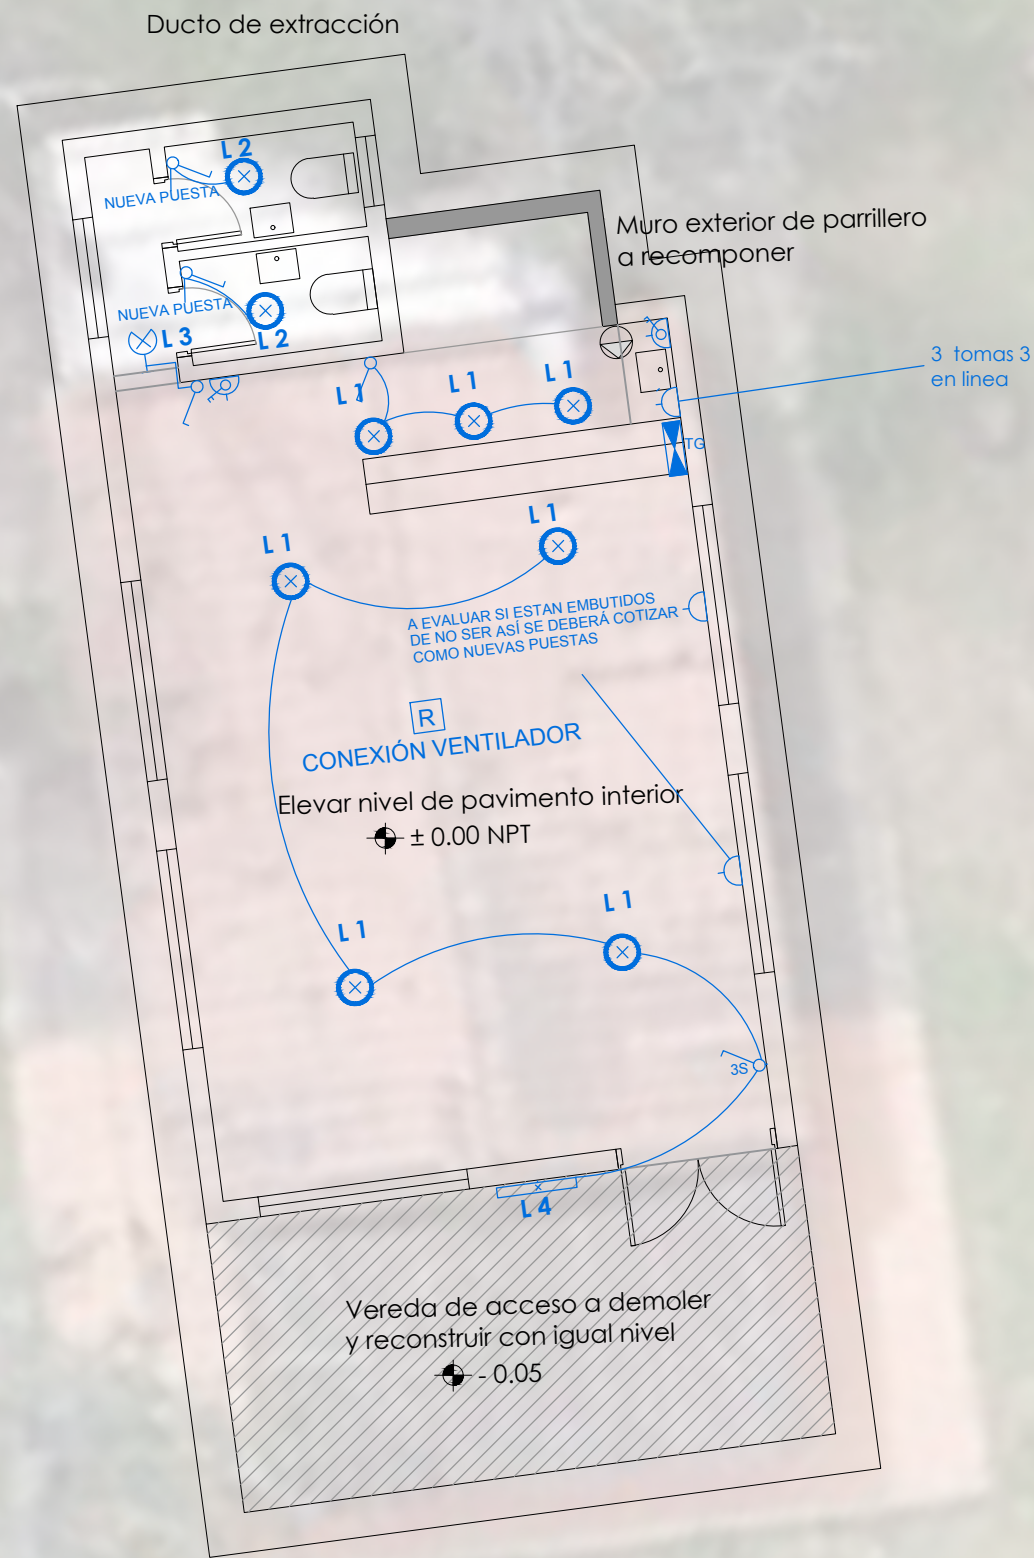 Ducto de extracción
L 2
NUEVA PUESTA
Muro exterior de parrillero
a recomponer
NUEVA PUESTA
L 3
L 2
3 tomas 3
en linea
L 1
L 1
L 1
TG
L 1
L 1
A EVALUAR SI ESTAN EMBUTIDOS
DE NO SER ASÍ SE DEBERÁ COTIZAR
COMO NUEVAS PUESTAS
R
CONEXIÓN VENTILADOR
Elevar nivel de pavimento interior
± 0.00 NPT
L 1
L 1
3S
L 4
Vereda de acceso a demoler
y reconstruir con igual nivel
- 0.05